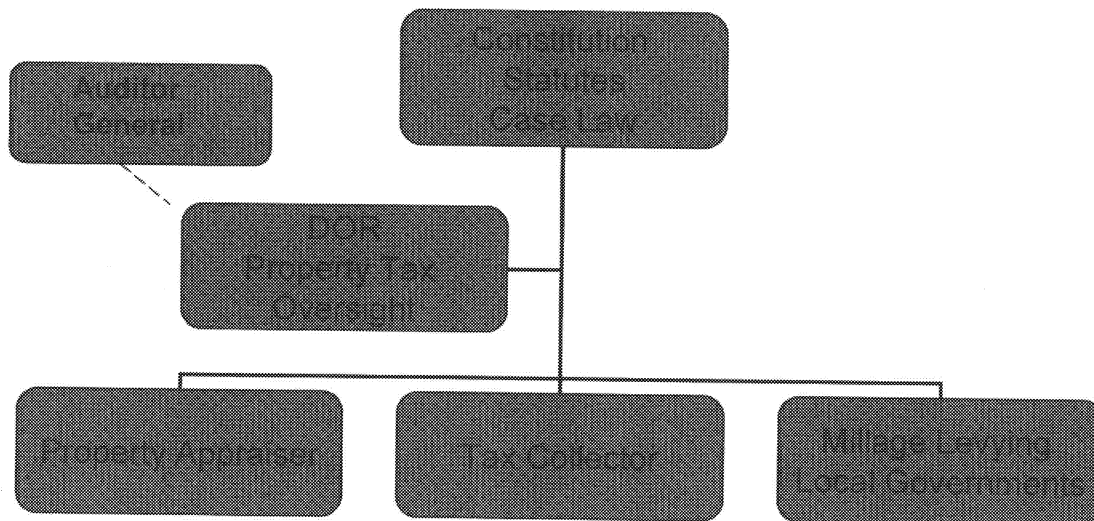 Constitution
Statutes
Case Law
Auditor
General
DOR
Property Tax
Oversight
Property Appraiser
Tax Collector
Millage Levying
Local Governments